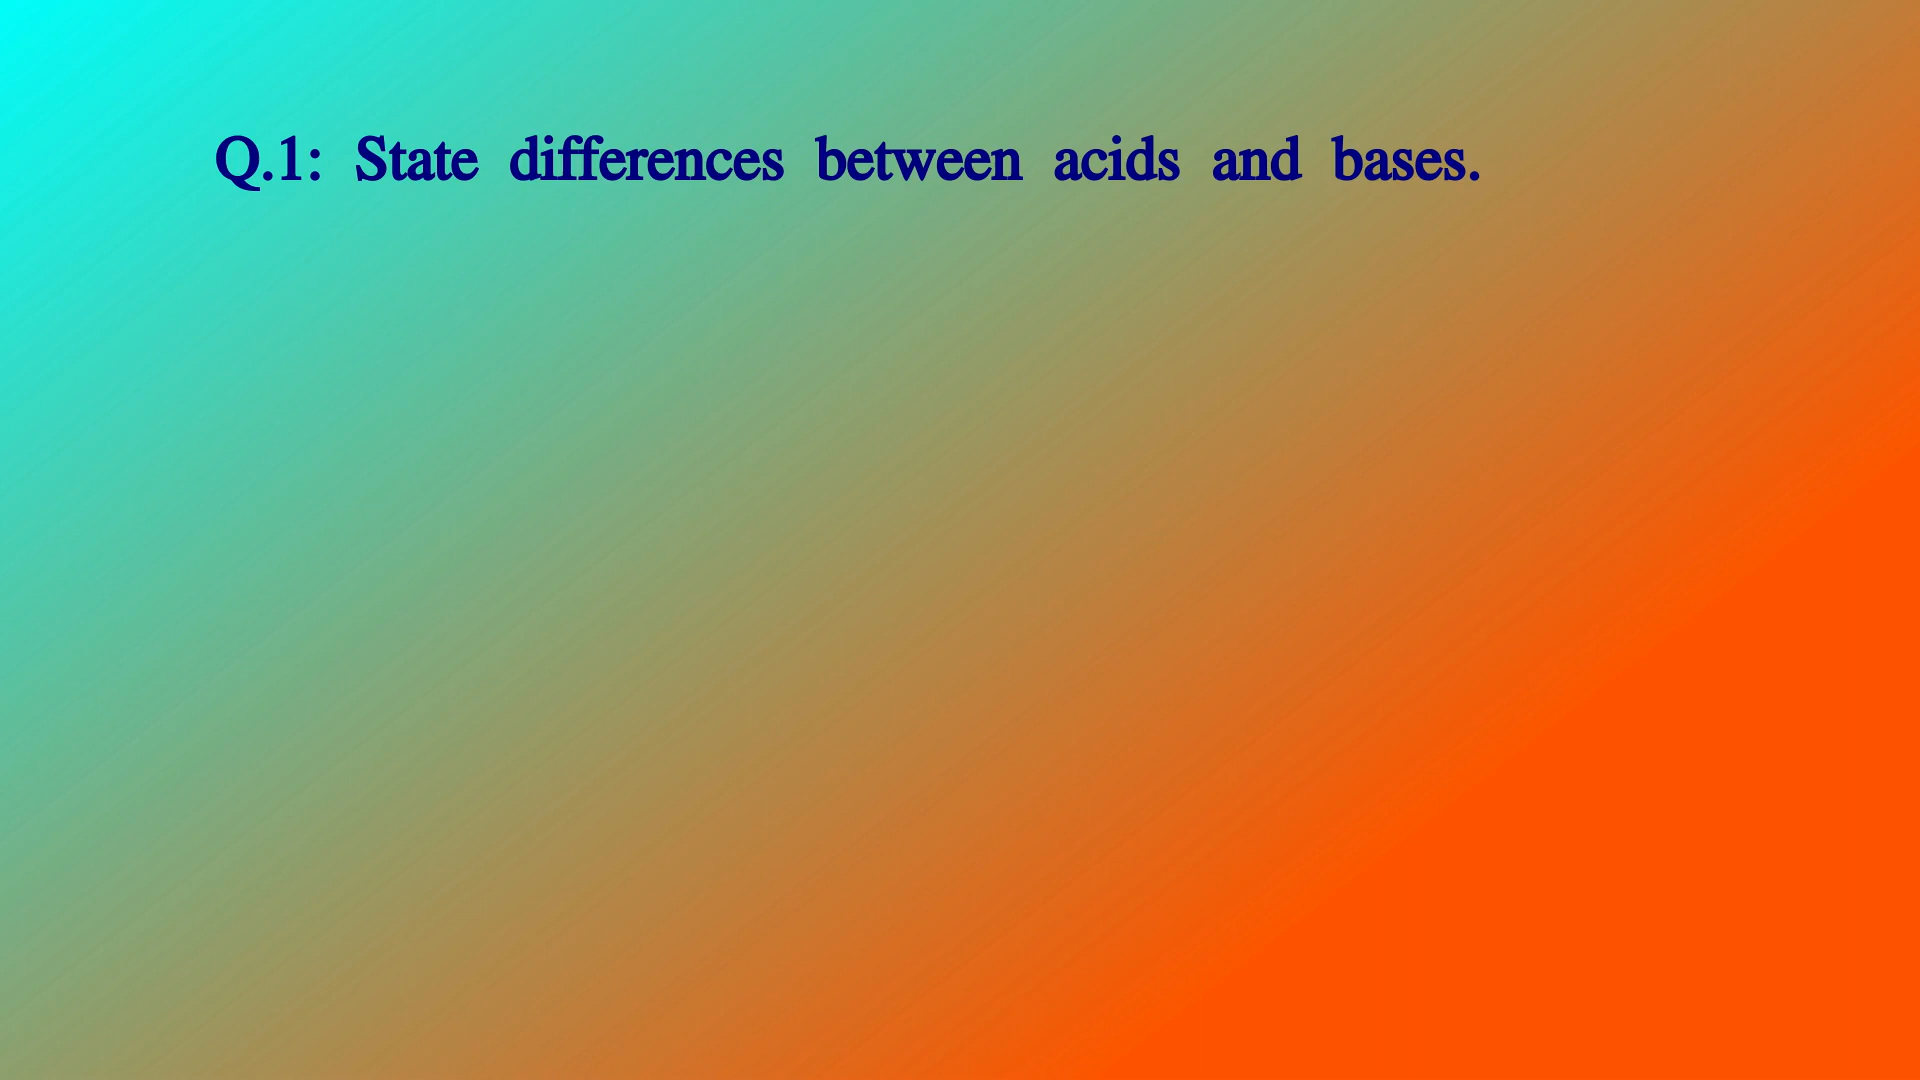 Q.1: State differences between acids and bases.